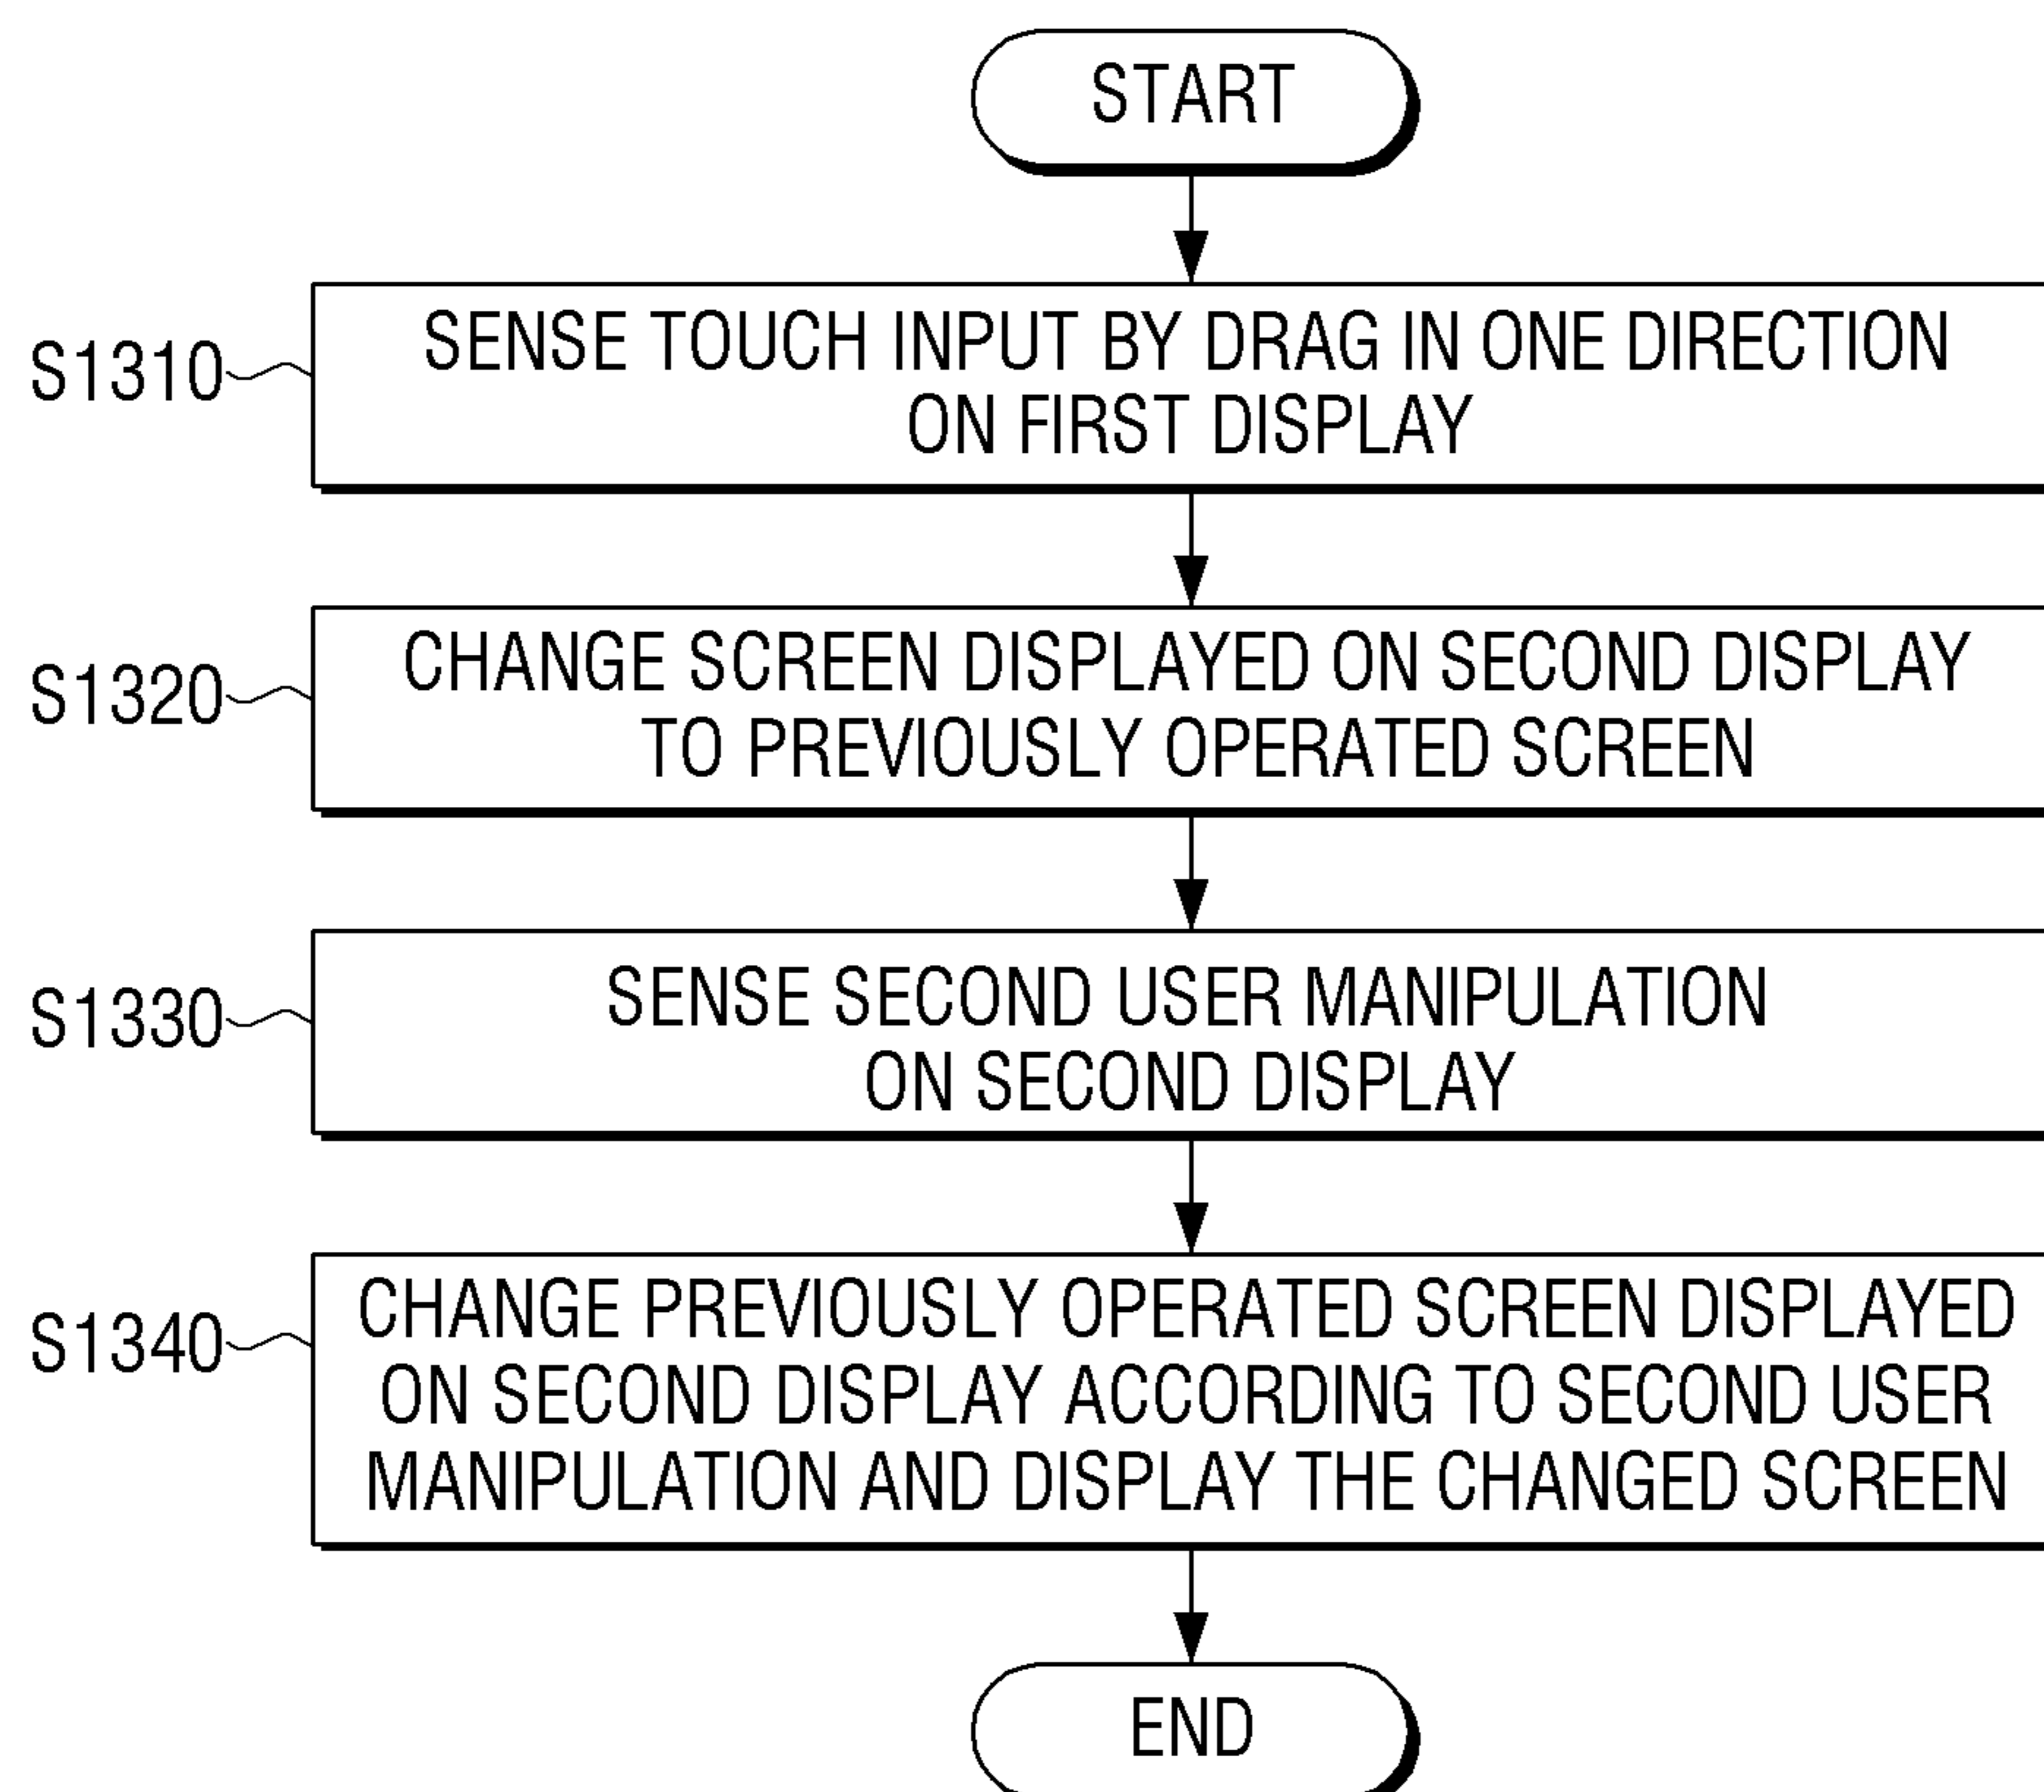 START
S1310
SENSE TOUCH INPUT BY DRAG IN ONE DIRECTION
ON FIRST DISPLAY
S1320
CHANGE SCREEN DISPLAYED ON SECOND DISPLAY
TO PREVIOUSLY OPERATED SCREEN
S1330
SENSE SECOND USER MANIPULATION
ON SECOND DISPLAY
S1340
CHANGE PREVIOUSLY OPERATED SCREEN DISPLAYED
ON SECOND DISPLAY ACCORDING TO SECOND USER
MANIPULATION AND DISPLAY THE CHANGED SCREEN
END